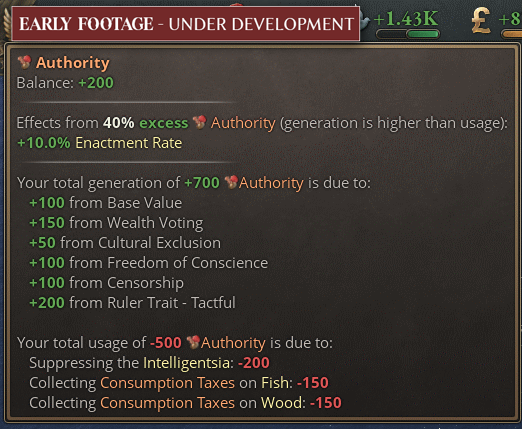 EARLY FOOTAGE - UNDER DEVELOPMENT
+1.43K
£ +8
Authority
Balance: +200
Effects from 40% excess Authority (generation is higher than usage):
+10.0% Enactment Rate
Your total generation of +700 Authority is due to:
+100 from Base Value
+150 from Wealth Voting
+50 from Cultural Exclusion
+100 from Freedom of Conscience
+100 from Censorship
+200 from Ruler Trait - Tactful
Your total usage of -500 Authority is due to:
Suppressing the Intelligentsia: -200
Collecting Consumption Taxes on Fish: -150
Collecting Consumption Taxes on Wood: -150